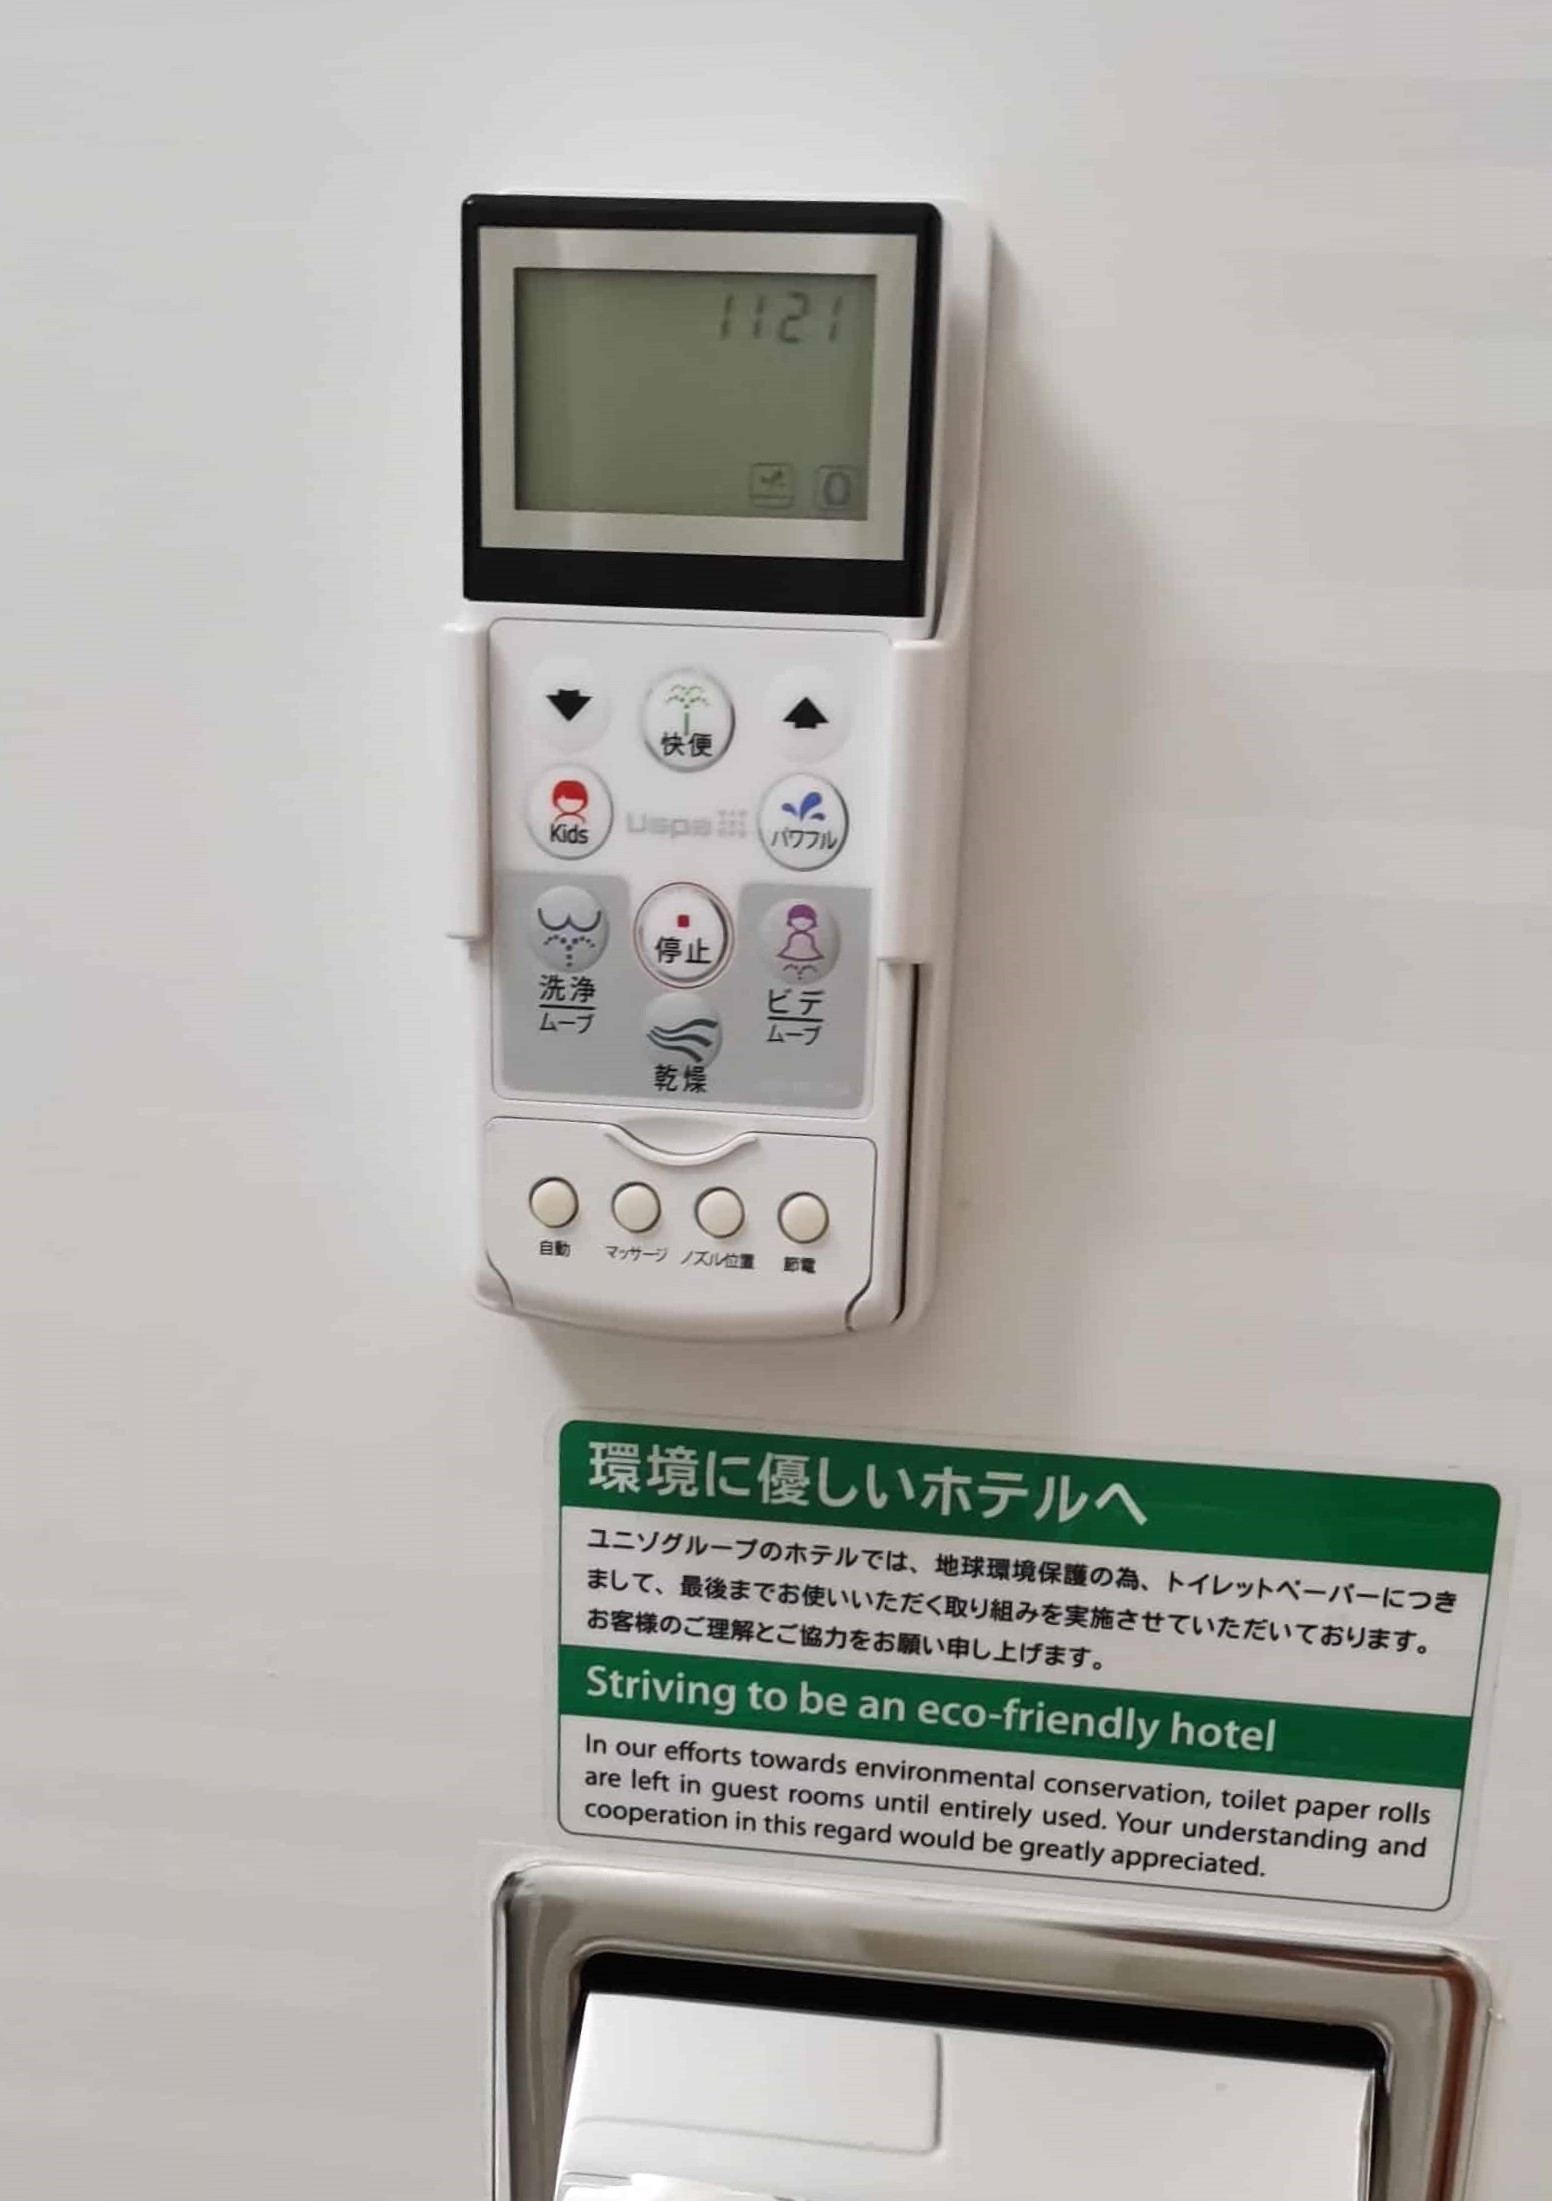 1121
0
快便
Kids
Uspa
パワフル
洗浄
ムーブ
停止
ビデ
ムーブ
乾燥
自動
マッサージ
ノズル位置
節電
環境に優しいホテルへ
ユニゾグループのホテルでは、地球環境保護の為、トイレットペーパーにつき
まして、最後までお使いいただく取り組みを実施させていただいております。
お客様のご理解とご協力をお願い申し上げます。
Striving to be an eco-friendly hotel
In our efforts towards environmental conservation, toilet paper rolls
are left in guest rooms until entirely used. Your understanding and
cooperation in this regard would be greatly appreciated.